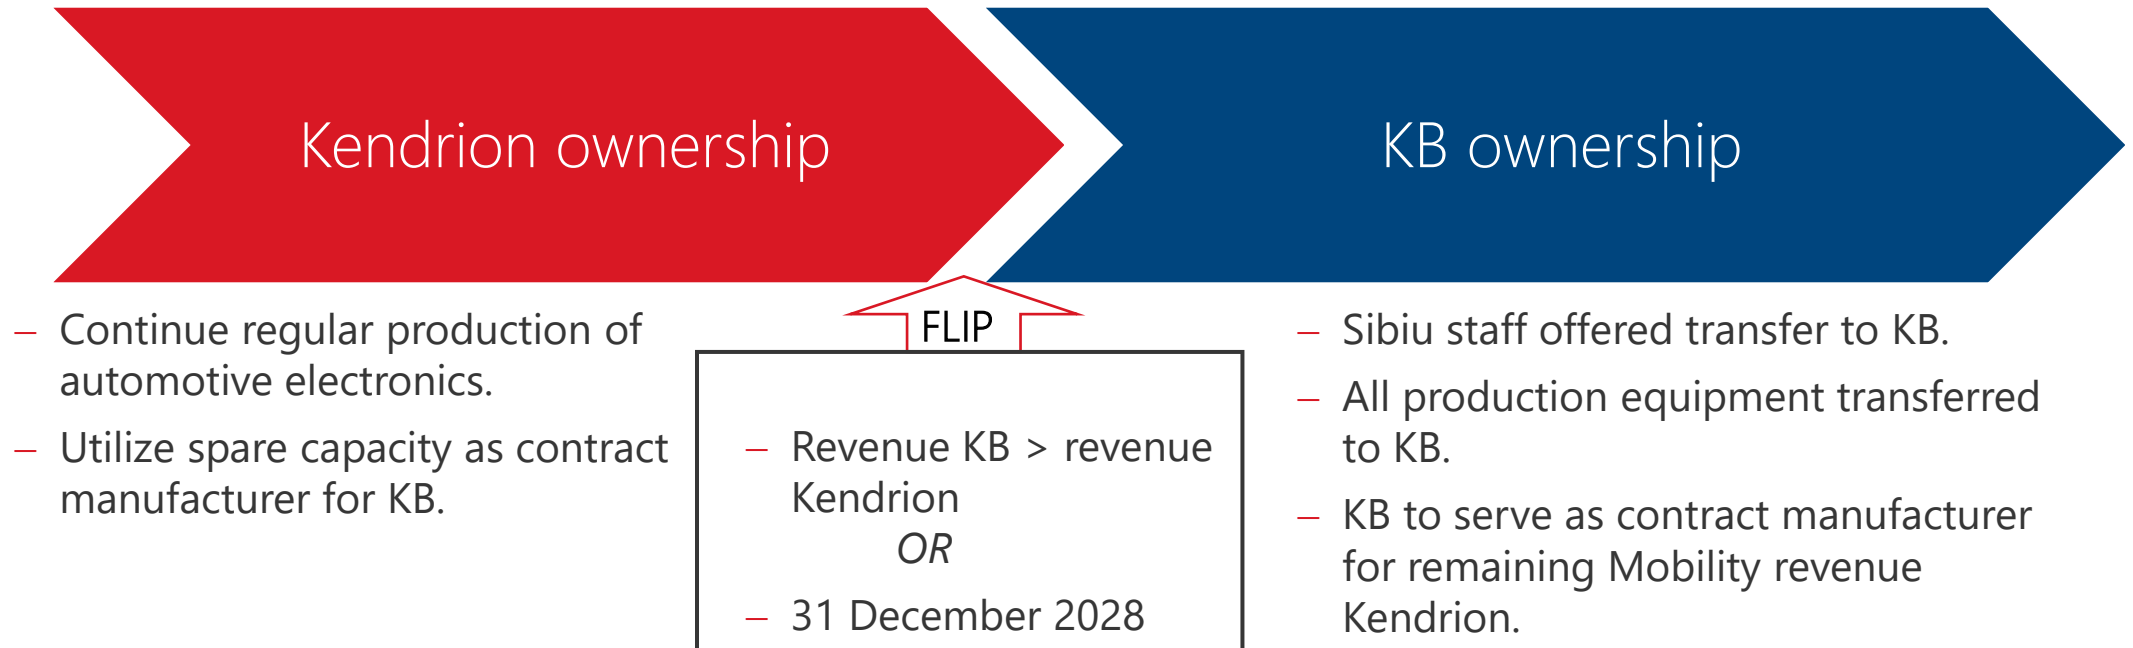 Kendrion ownership
KB ownership
– Continue regular production of
automotive electronics.
– Utilize spare capacity as contract
manufacturer for KB.
FLIP
– Revenue KB > revenue
Kendrion
OR
– 31 December 2028
– Sibiu staff offered transfer to KB.
– All production equipment transferred
to KB.
– KB to serve as contract manufacturer
for remaining Mobility revenue
Kendrion.